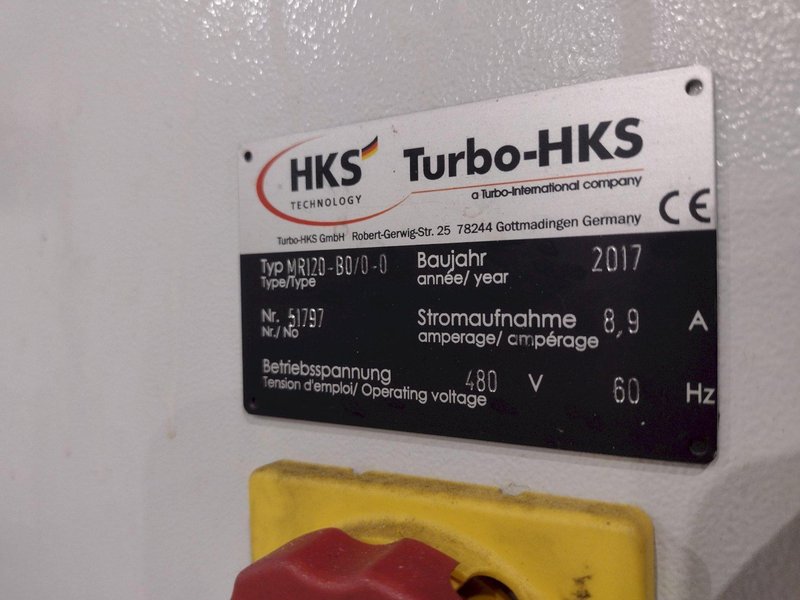 HKS
TECHNOLOGY
Turbo-HKS
a Turbo-International company
CE
Turbo-HKS GmbH Robert-Gerwig-Str. 25 78244 Gottmadingen Germany
Typ MRI20-B0/0-0
Type/Type
Baujahr 2017
année/ year
Nr. 51797
Nr./ No
Stromaufnahme 8,9 A
amperage/ ampérage
Betriebsspannung 480 V 60 Hz
Tension d'emploi/ Operating voltage